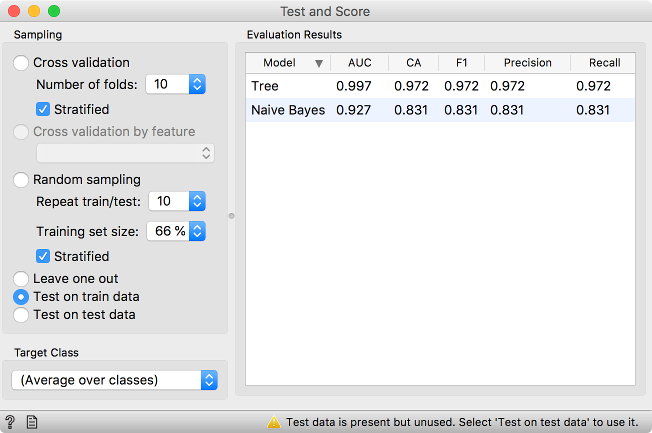 Test and Score
Sampling
Cross validation
Number of folds: 10
Stratified
Cross validation by feature
Random sampling
Repeat train/test: 10
Training set size: 66 %
Stratified
Leave one out
Test on train data
Test on test data
Target Class
(Average over classes)
Evaluation Results
Model AUC CA F1 Precision Recall
Tree 0.997 0.972 0.972 0.972 0.972
Naive Bayes 0.927 0.831 0.831 0.831 0.831
? Test data is present but unused. Select 'Test on test data' to use it.